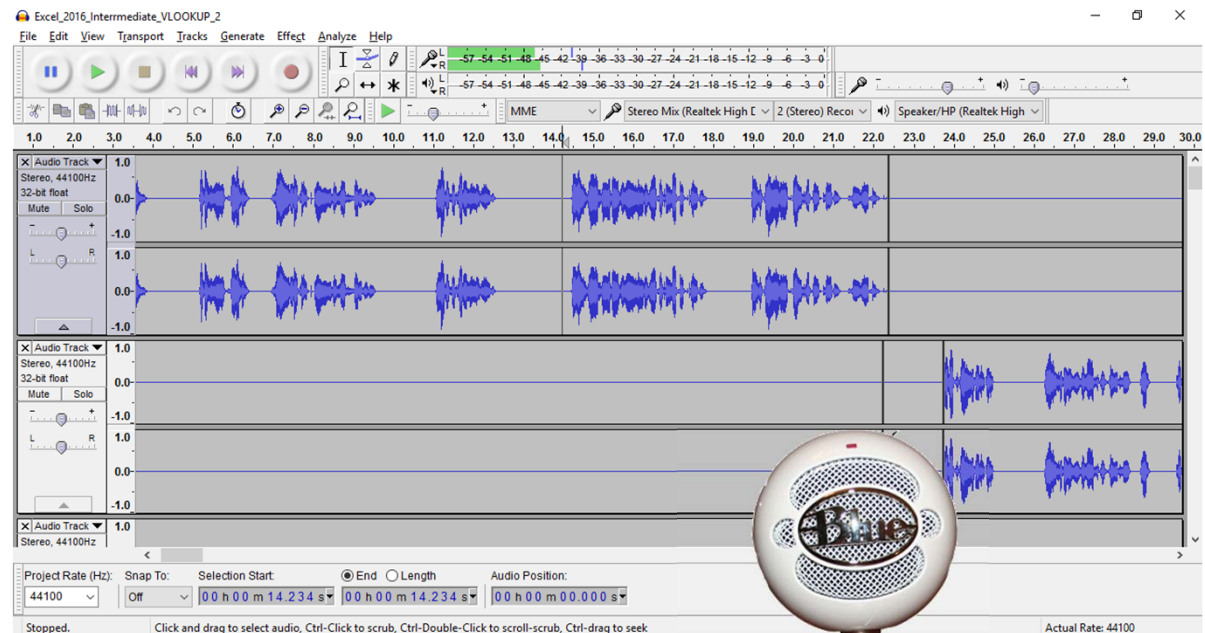 Excel_2016_Interrmediate_VLOOKUP_2
File Edit View Transport Tracks Generate Effect Analyze Help
L R -57 -54 -51 -48 -45 -42 -39 -36 -33 -30 -27 -24 -21 -18 -15 -12 -9 -6 -3 0
L R -57 -54 -51 -48 -45 -42 -39 -36 -33 -30 -27 -24 -21 -18 -15 -12 -9 -6 -3 0
MME Stereo Mix (Realtek High D 2 (Stereo) Recor Speaker/HP (Realtek High
1.0 2.0 3.0 4.0 5.0 6.0 7.0 8.0 9.0 10.0 11.0 12.0 13.0 14.0 15.0 16.0 17.0 18.0 19.0 20.0 21.0 22.0 23.0 24.0 25.0 26.0 27.0 28.0 29.0 30.0
X Audio Track 1.0
Stereo, 44100Hz
32-bit float 0.0
Mute Solo
- + -1.0
L R 1.0
0.0
-1.0
X Audio Track 1.0
Stereo, 44100Hz
32-bit float 0.0
Mute Solo
- + -1.0
L R 1.0
0.0
-1.0
X Audio Track 1.0
Stereo, 44100Hz
Blue
Project Rate (Hz): Snap To: Selection Start: End Length Audio Position:
44100 Off 00 h 00 m 14.234 s 00 h 00 m 14.234 s 00 h 00 m 00.000 s
Stopped. Click and drag to select audio, Ctrl-Click to scrub, Ctrl-Double-Click to scroll-scrub, Ctrl-drag to seek Actual Rate: 44100